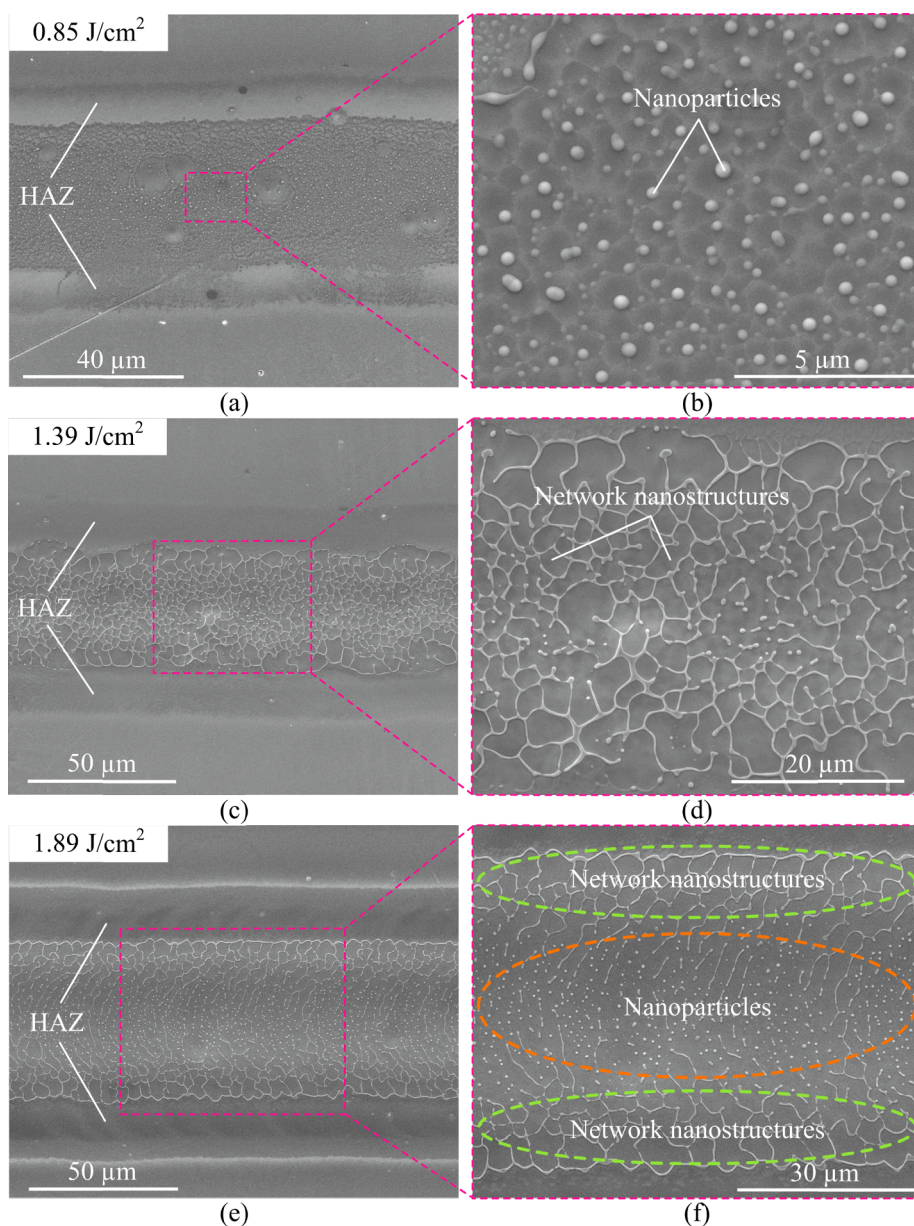 0.85 J/cm²
HAZ
40 µm
Nanoparticles
5 µm
(a)
(b)
1.39 J/cm²
HAZ
50 µm
Network nanostructures
20 µm
(c)
(d)
1.89 J/cm²
HAZ
50 µm
Network nanostructures
Nanoparticles
Network nanostructures
30 µm
(e)
(f)